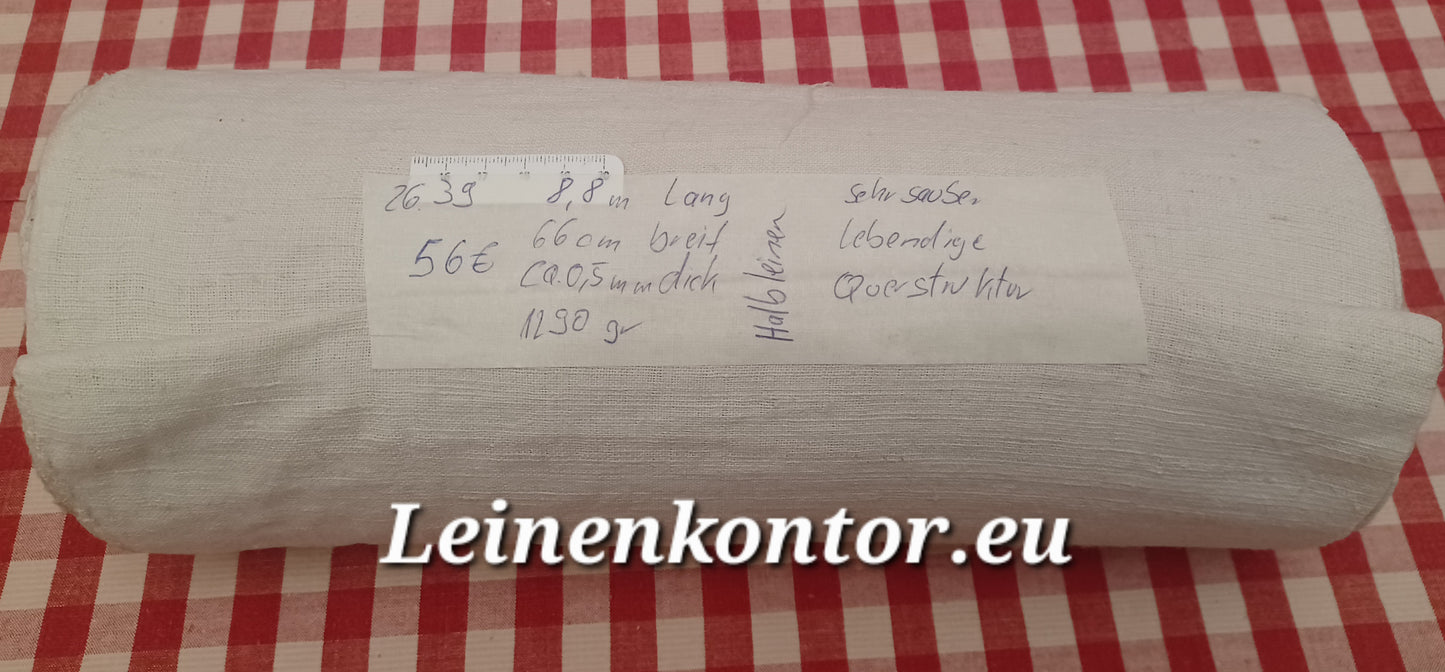 26.39
56€
8,8m Lang
66cm breit
ca.0,5mm dick
1290 gr
Halbleinen
sehr sauber
lebendige
Querstruktur
Leinenkontor.eu